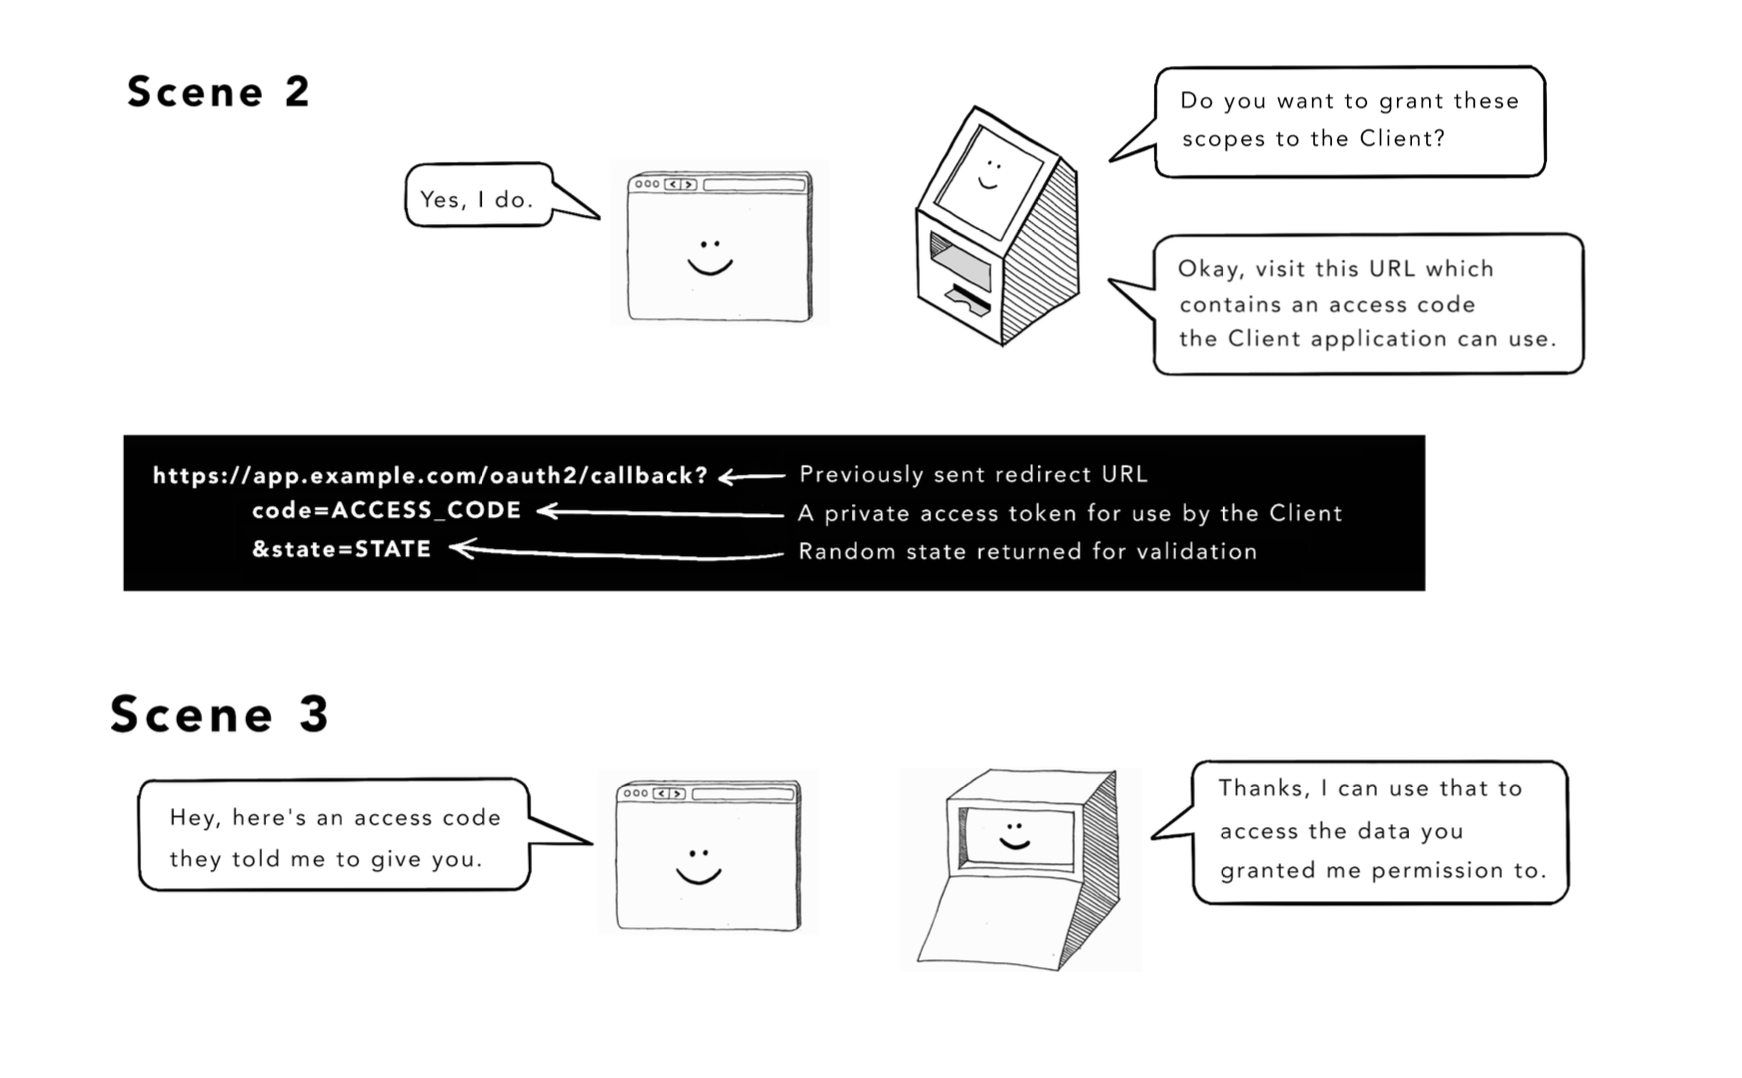 Scene 2
Do you want to grant these
scopes to the Client?
Yes, I do.
Okay, visit this URL which
contains an access code
the Client application can use.
https://app.example.com/oauth2/callback?
Previously sent redirect URL
code=ACCESS_CODE
A private access token for use by the Client
&state=STATE
Random state returned for validation
Scene 3
Hey, here's an access code
they told me to give you.
Thanks, I can use that to
access the data you
granted me permission to.